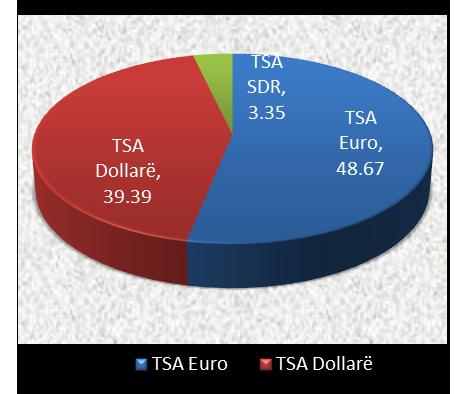 TSA
SDR,
3.35
TSA
Euro,
48.67
TSA
Dollarë,
39.39
TSA Euro
TSA Dollarë